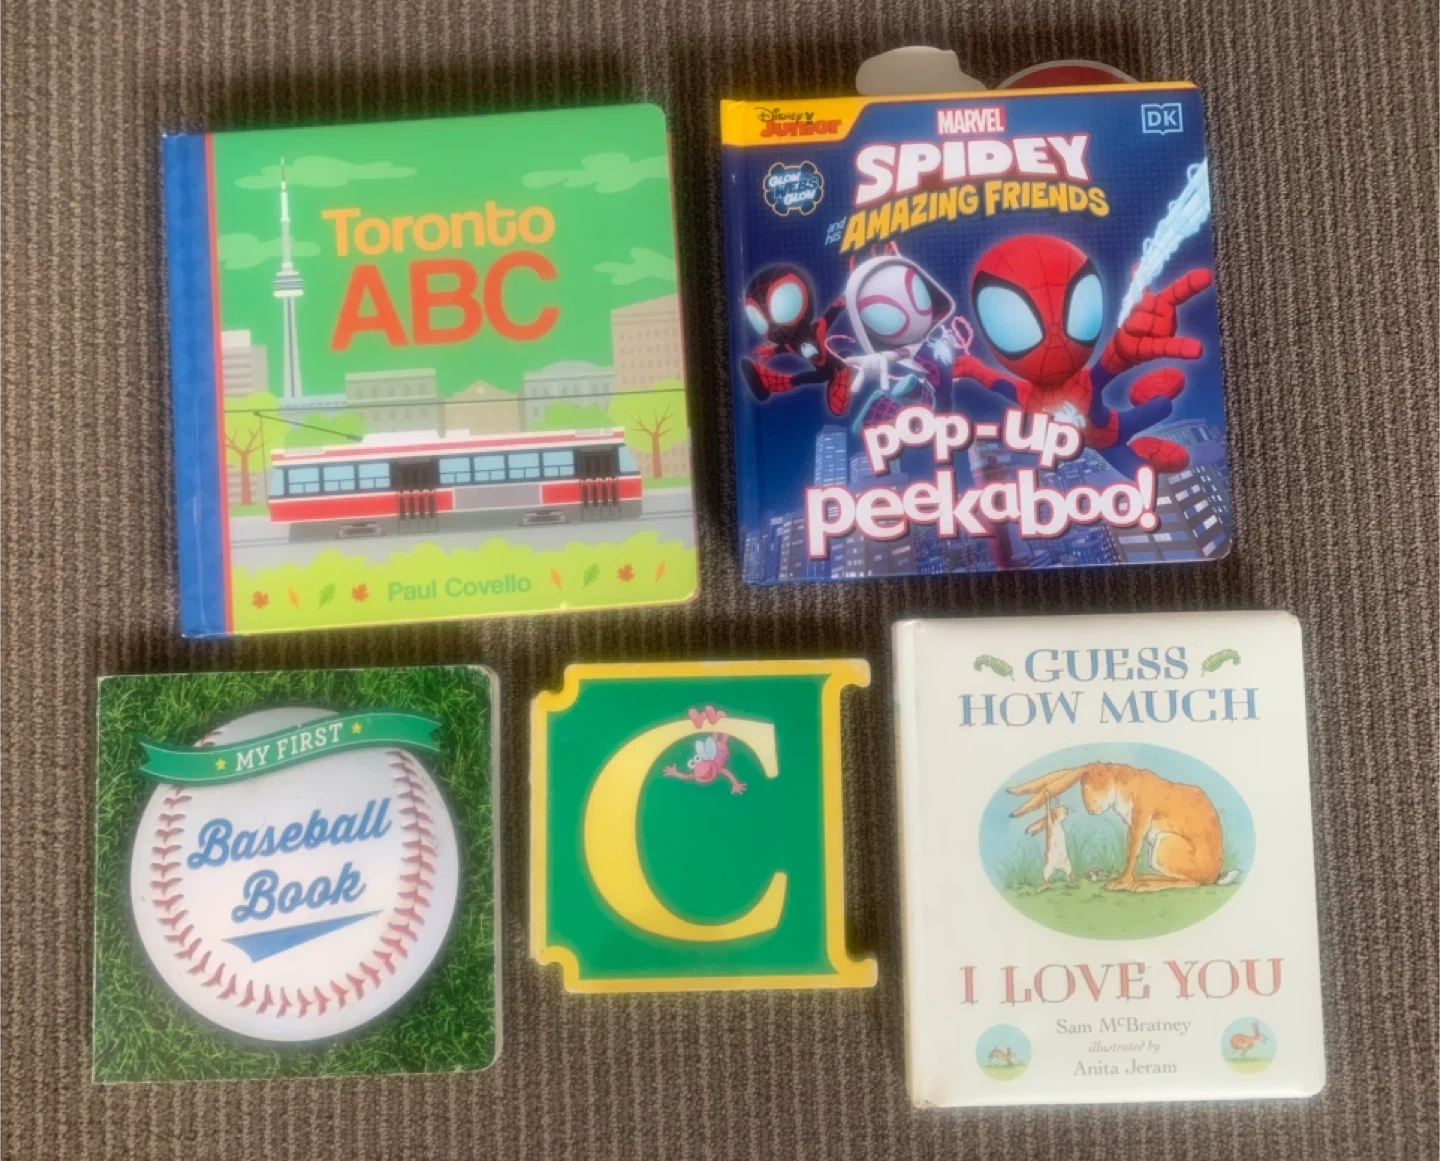 Toronto
ABC
Paul Covello
Disney
Junior
MARVEL
DK
GLOW
WEBS
GLOW
SPIDEY
and his
AMAZING FRIENDS
pop-up
peekaboo!
MY FIRST
Baseball
Book
C
GUESS
HOW MUCH
I LOVE YOU
Sam McBratney
illustrated by
Anita Jeram